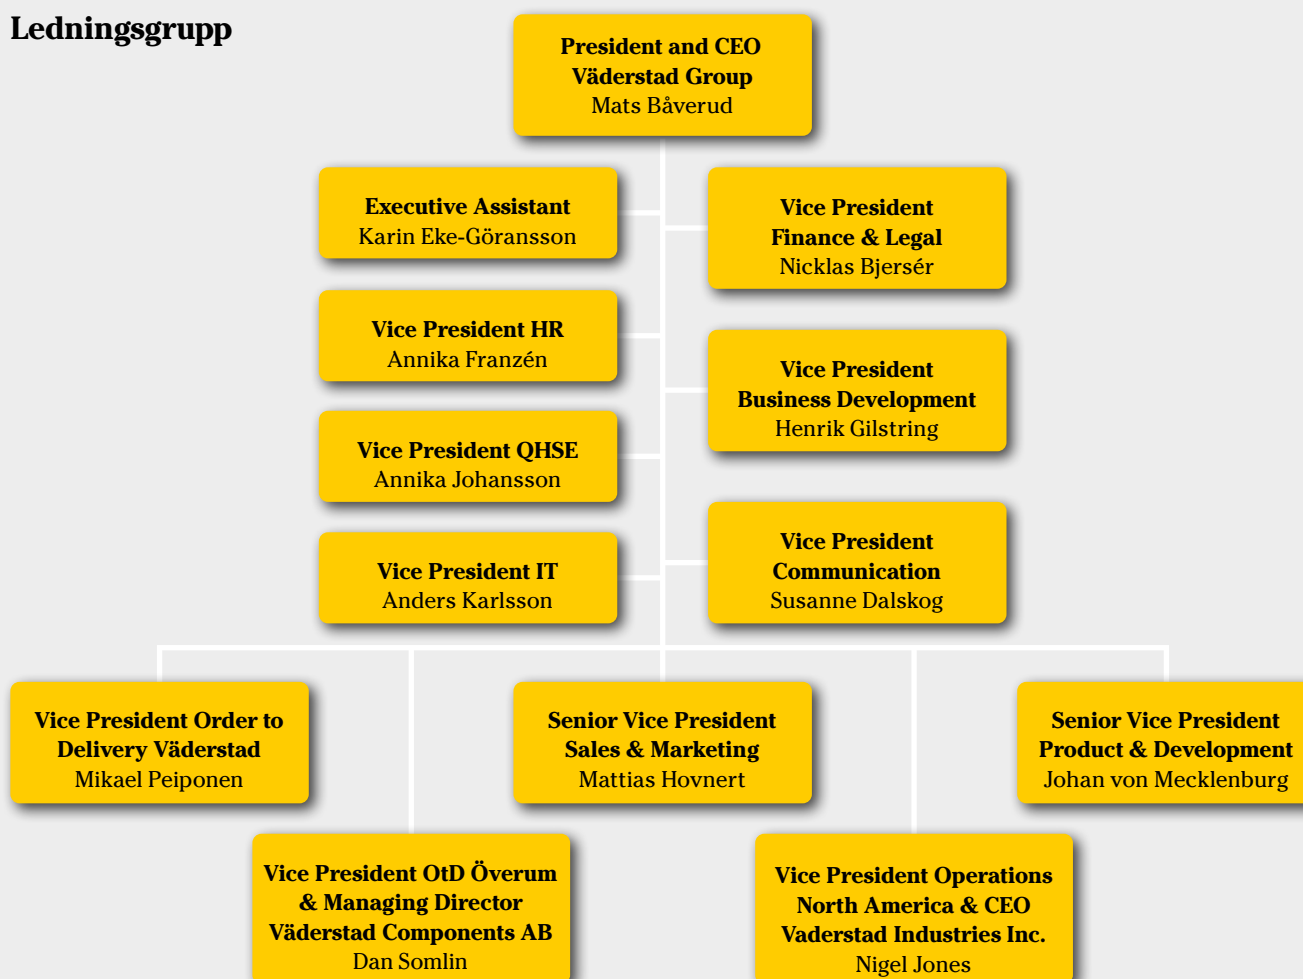 Ledningsgrupp
President and CEO
Väderstad Group
Mats Båverud
Executive Assistant
Karin Eke-Göransson
Vice President
Finance & Legal
Nicklas Bjersér
Vice President HR
Annika Franzén
Vice President
Business Development
Henrik Gilstring
Vice President QHSE
Annika Johansson
Vice President
Communication
Susanne Dalskog
Vice President IT
Anders Karlsson
Vice President Order to
Delivery Väderstad
Mikael Peiponen
Senior Vice President
Sales & Marketing
Mattias Hovnert
Senior Vice President
Product & Development
Johan von Mecklenburg
Vice President OtD Överum
& Managing Director
Väderstad Components AB
Dan Somlin
Vice President Operations
North America & CEO
Vaderstad Industries Inc.
Nigel Jones